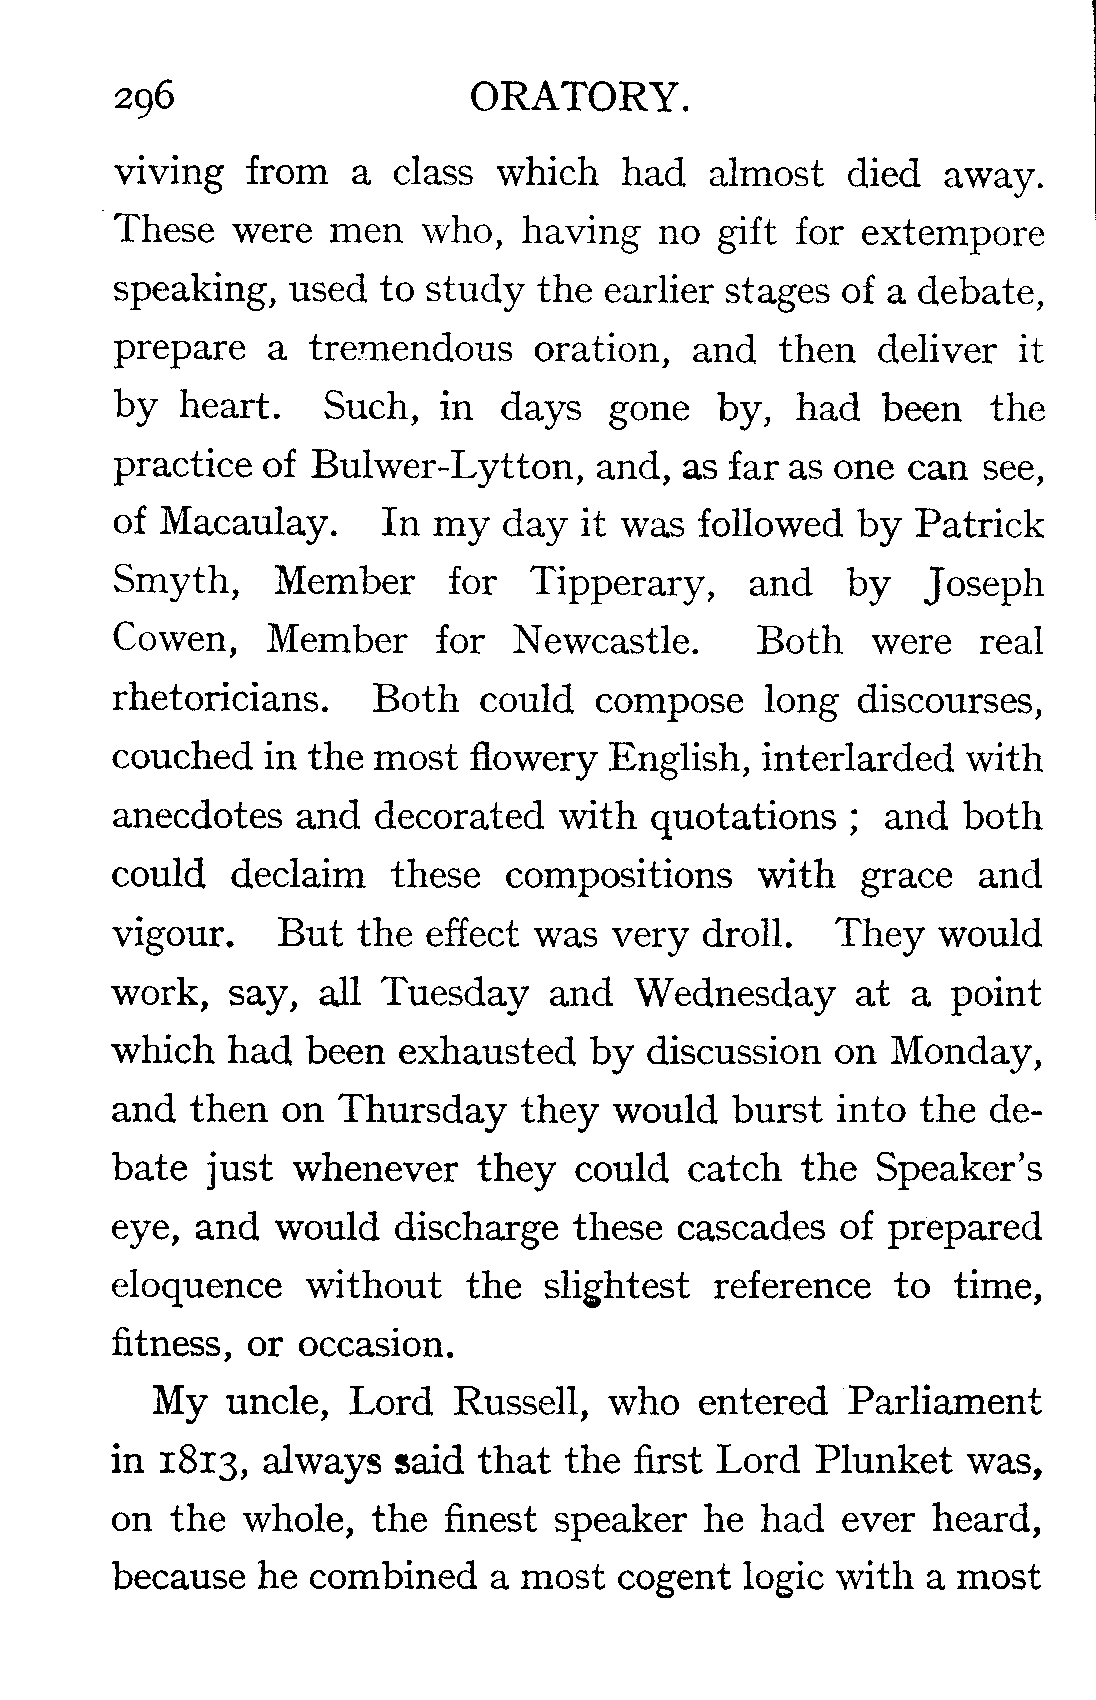 296 ORATORY.
viving from a class which had almost died away.
These were men who, having no gift for extempore
speaking, used to study the earlier stages of a debate,
prepare a tremendous oration, and then deliver it
by heart. Such, in days gone by, had been the
practice of Bulwer-Lytton, and, as far as one can see,
of Macaulay. In my day it was followed by Patrick
Smyth, Member for Tipperary, and by Joseph
Cowen, Member for Newcastle. Both were real
rhetoricians. Both could compose long discourses,
couched in the most flowery English, interlarded with
anecdotes and decorated with quotations ; and both
could declaim these compositions with grace and
vigour. But the effect was very droll. They would
work, say, all Tuesday and Wednesday at a point
which had been exhausted by discussion on Monday,
and then on Thursday they would burst into the de-
bate just whenever they could catch the Speaker's
eye, and would discharge these cascades of prepared
eloquence without the slightest reference to time,
fitness, or occasion.
My uncle, Lord Russell, who entered Parliament
in 1813, always said that the first Lord Plunket was,
on the whole, the finest speaker he had ever heard,
because he combined a most cogent logic with a most